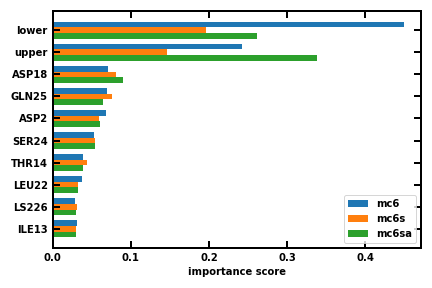 lower
upper
ASP18
GLN25
ASP2
SER24
THR14
LEU22
LS226
ILE13
mc6
mc6s
mc6sa
0.0 0.1 0.2 0.3 0.4
importance score